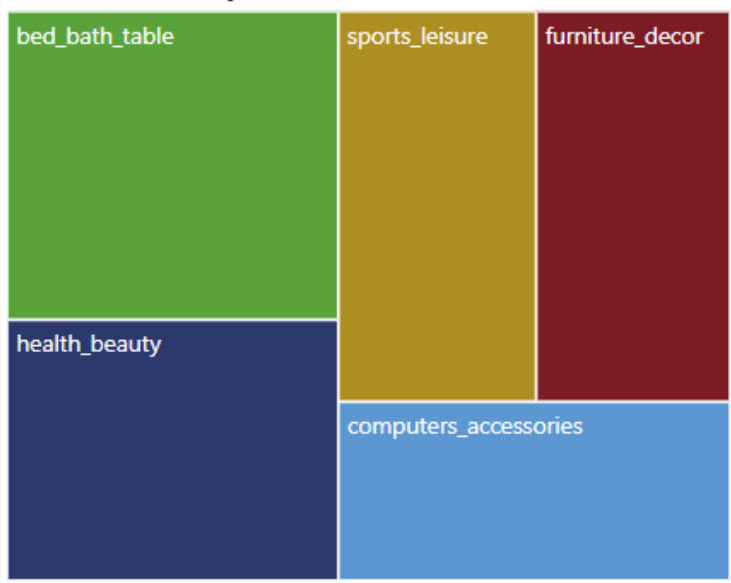 bed_bath_table
sports_leisure
furniture_decor
health_beauty
computers_accessories